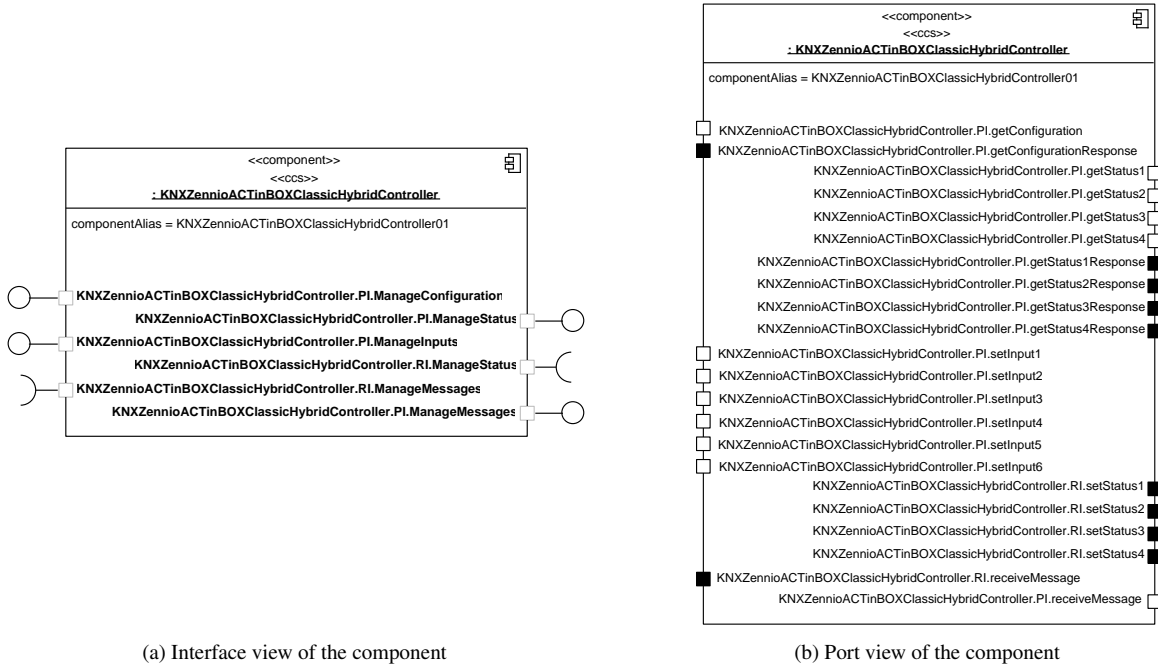 <<component>>
<<ccs>>
: KNXZennioACTinBOXClassicHybridController
componentAlias = KNXZennioACTinBOXClassicHybridController01
KNXZennioACTinBOXClassicHybridController.PI.ManageConfiguration
KNXZennioACTinBOXClassicHybridController.PI.ManageStatus
KNXZennioACTinBOXClassicHybridController.PI.ManageInputs
KNXZennioACTinBOXClassicHybridController.RI.ManageStatus
KNXZennioACTinBOXClassicHybridController.RI.ManageMessages
KNXZennioACTinBOXClassicHybridController.PI.ManageMessages
(a) Interface view of the component
<<component>>
<<ccs>>
: KNXZennioACTinBOXClassicHybridController
componentAlias = KNXZennioACTinBOXClassicHybridController01
KNXZennioACTinBOXClassicHybridController.PI.getConfiguration
KNXZennioACTinBOXClassicHybridController.PI.getConfigurationResponse
KNXZennioACTinBOXClassicHybridController.PI.getStatus1
KNXZennioACTinBOXClassicHybridController.PI.getStatus2
KNXZennioACTinBOXClassicHybridController.PI.getStatus3
KNXZennioACTinBOXClassicHybridController.PI.getStatus4
KNXZennioACTinBOXClassicHybridController.PI.getStatus1Response
KNXZennioACTinBOXClassicHybridController.PI.getStatus2Response
KNXZennioACTinBOXClassicHybridController.PI.getStatus3Response
KNXZennioACTinBOXClassicHybridController.PI.getStatus4Response
KNXZennioACTinBOXClassicHybridController.PI.setInput1
KNXZennioACTinBOXClassicHybridController.PI.setInput2
KNXZennioACTinBOXClassicHybridController.PI.setInput3
KNXZennioACTinBOXClassicHybridController.PI.setInput4
KNXZennioACTinBOXClassicHybridController.PI.setInput5
KNXZennioACTinBOXClassicHybridController.PI.setInput6
KNXZennioACTinBOXClassicHybridController.RI.setStatus1
KNXZennioACTinBOXClassicHybridController.RI.setStatus2
KNXZennioACTinBOXClassicHybridController.RI.setStatus3
KNXZennioACTinBOXClassicHybridController.RI.setStatus4
KNXZennioACTinBOXClassicHybridController.RI.receiveMessage
KNXZennioACTinBOXClassicHybridController.PI.receiveMessage
(b) Port view of the component